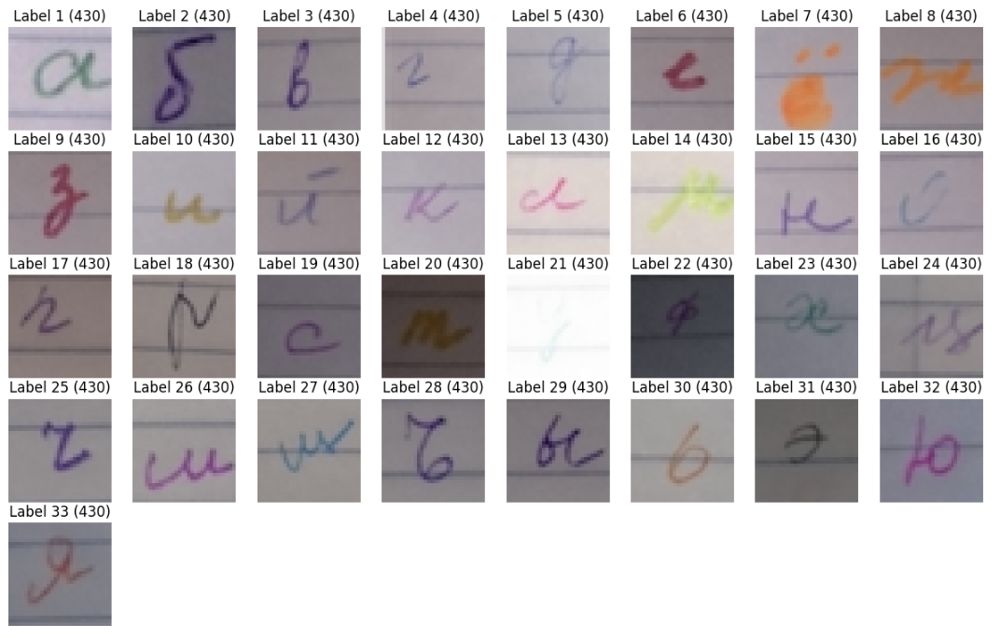 Label 1 (430) Label 2 (430) Label 3 (430) Label 4 (430) Label 5 (430) Label 6 (430) Label 7 (430) Label 8 (430)
а б в г д е ё ж
Label 9 (430) Label 10 (430) Label 11 (430) Label 12 (430) Label 13 (430) Label 14 (430) Label 15 (430) Label 16 (430)
з и й к л м н о
Label 17 (430) Label 18 (430) Label 19 (430) Label 20 (430) Label 21 (430) Label 22 (430) Label 23 (430) Label 24 (430)
п р с т у ф х ц
Label 25 (430) Label 26 (430) Label 27 (430) Label 28 (430) Label 29 (430) Label 30 (430) Label 31 (430) Label 32 (430)
ч ш щ ъ ы ь э ю
Label 33 (430)
я